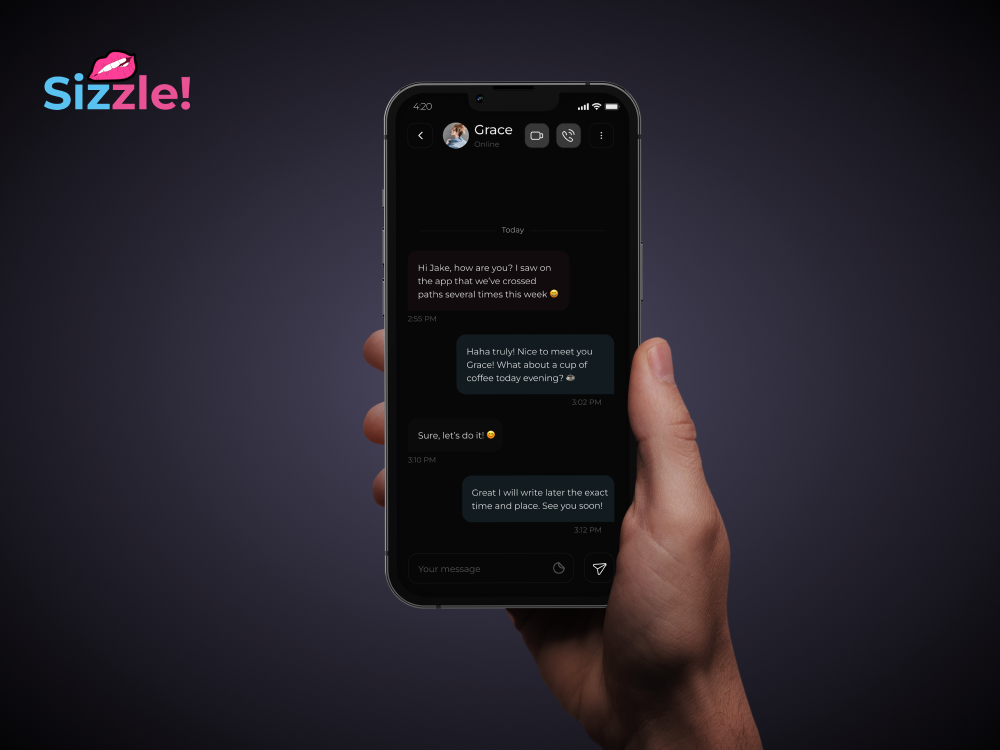 Sizzle!
4:20
Grace
Online
Today
Hi Jake, how are you? I saw on
the app that we've crossed
paths several times this week 😊
2:55 PM
Haha truly! Nice to meet you
Grace! What about a cup of
coffee today evening? ☕
3:02 PM
Sure, let's do it! 😊
3:10 PM
Great I will write later the exact
time and place. See you soon!
3:12 PM
Your message